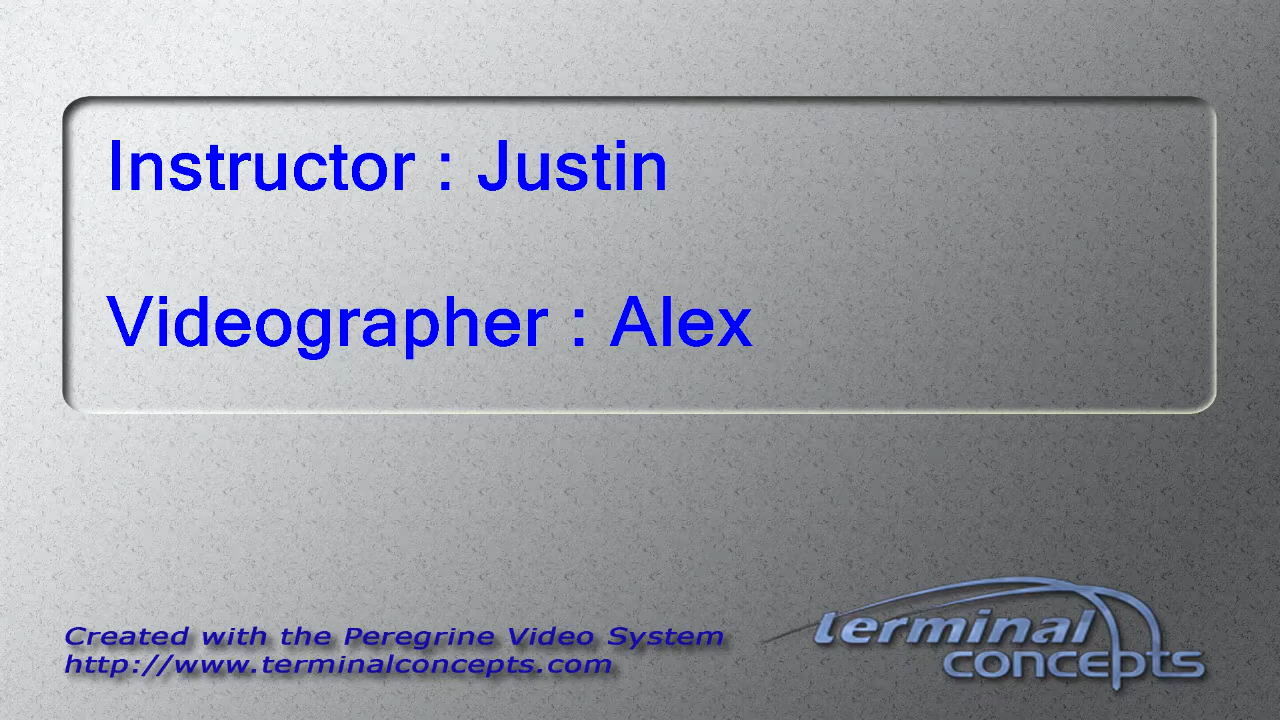 Instructor : Justin
Videographer : Alex
Created with the Peregrine Video System
http://www.terminalconcepts.com
terminal
concepts